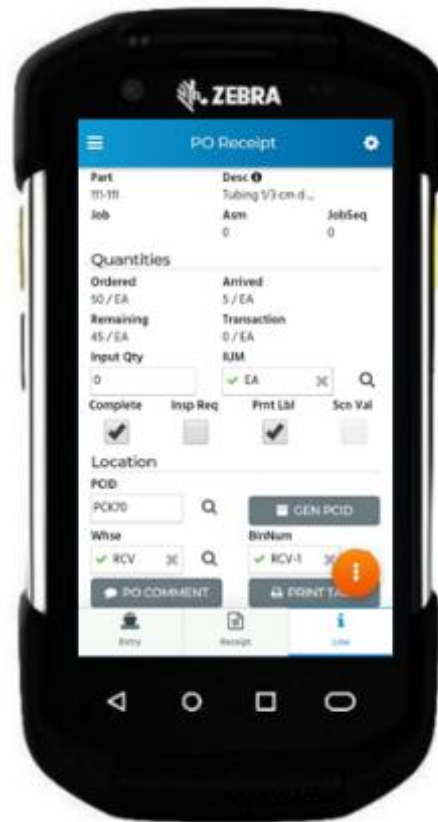 ZEBRA
PO Receipt
Part Desc
111-111 Tubing 1/3 cm d ...
Job Asm JobSeq
0 0
Quantities
Ordered Arrived
50 / EA 5 / EA
Remaining Transaction
45 / EA 0 / EA
Input Qty IUM
0 EA
Complete Insp Req Prnt Lbl Scn Val
Location
PCID
PCK70 GEN PCID
Whse BinNum
RCV RCV-1
PO COMMENT PRINT TA
Entry Receipt Line